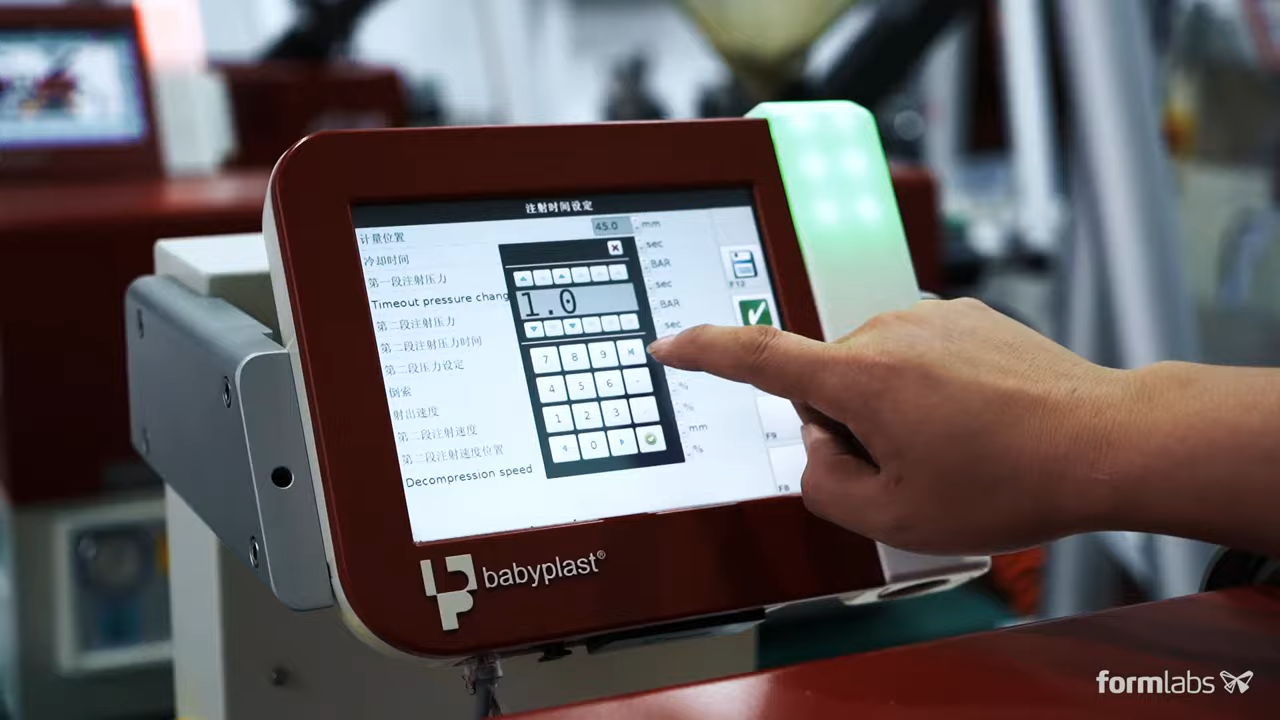 注射时间设定
计量位置 45.0 mm
冷却时间 sec
第一段注射压力 BAR
Timeout pressure chang sec
第二段注射压力 BAR
第二段注射压力时间 sec
第二段压力设定
倒索 %
射出速度 %
第二段注射速度 mm
第二段注射速度位置 %
Decompression speed
1.0
7 8 9
4 5 6 -
1 2 3 .
0
F12
F9
F8
babyplast®
formlabs